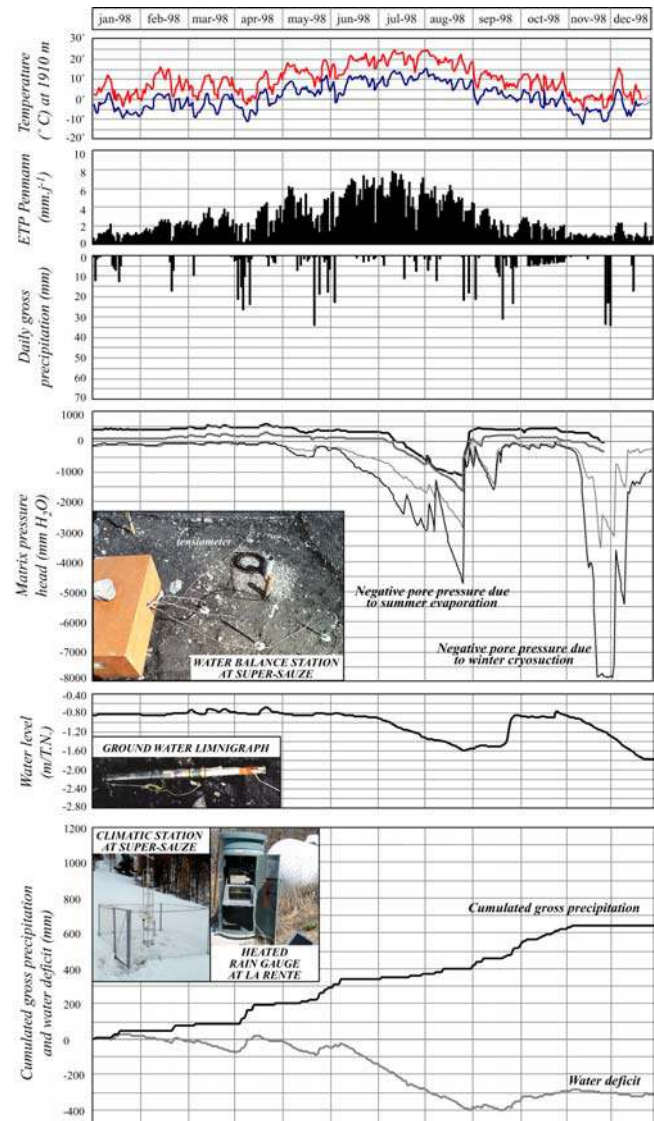 jan-98 feb-98 mar-98 apr-98 may-98 jun-98 jul-98 aug-98 sep-98 oct-98 nov-98 dec-98
Temperature
(˚ C) at 1910 m
30˚
20˚
10˚
0˚
-10˚
-20˚
ETP Penmann
(mm.j-1)
10
8
6
4
2
0
Daily gross
precipitation (mm)
0
10
20
30
40
50
60
70
Matrix pressure
head (mm H2O)
1000
0
-1000
-2000
-3000
-4000
-5000
-6000
-7000
-8000
tensiometer
WATER BALANCE STATION
AT SUPER-SAUZE
Negative pore pressure due
to summer evaporation
Negative pore pressure due
to winter cryosuction
Water level
(m/T.N.)
-0.40
-0.80
-1.20
-1.60
-2.00
-2.40
-2.80
GROUND WATER LIMNIGRAPH
Cumulated gross precipitation
and water deficit (mm)
1200
1000
800
600
400
200
0
-200
-400
CLIMATIC STATION
AT SUPER-SAUZE
HEATED
RAIN GAUGE
AT LA RENTE
Cumulated gross precipitation
Water deficit